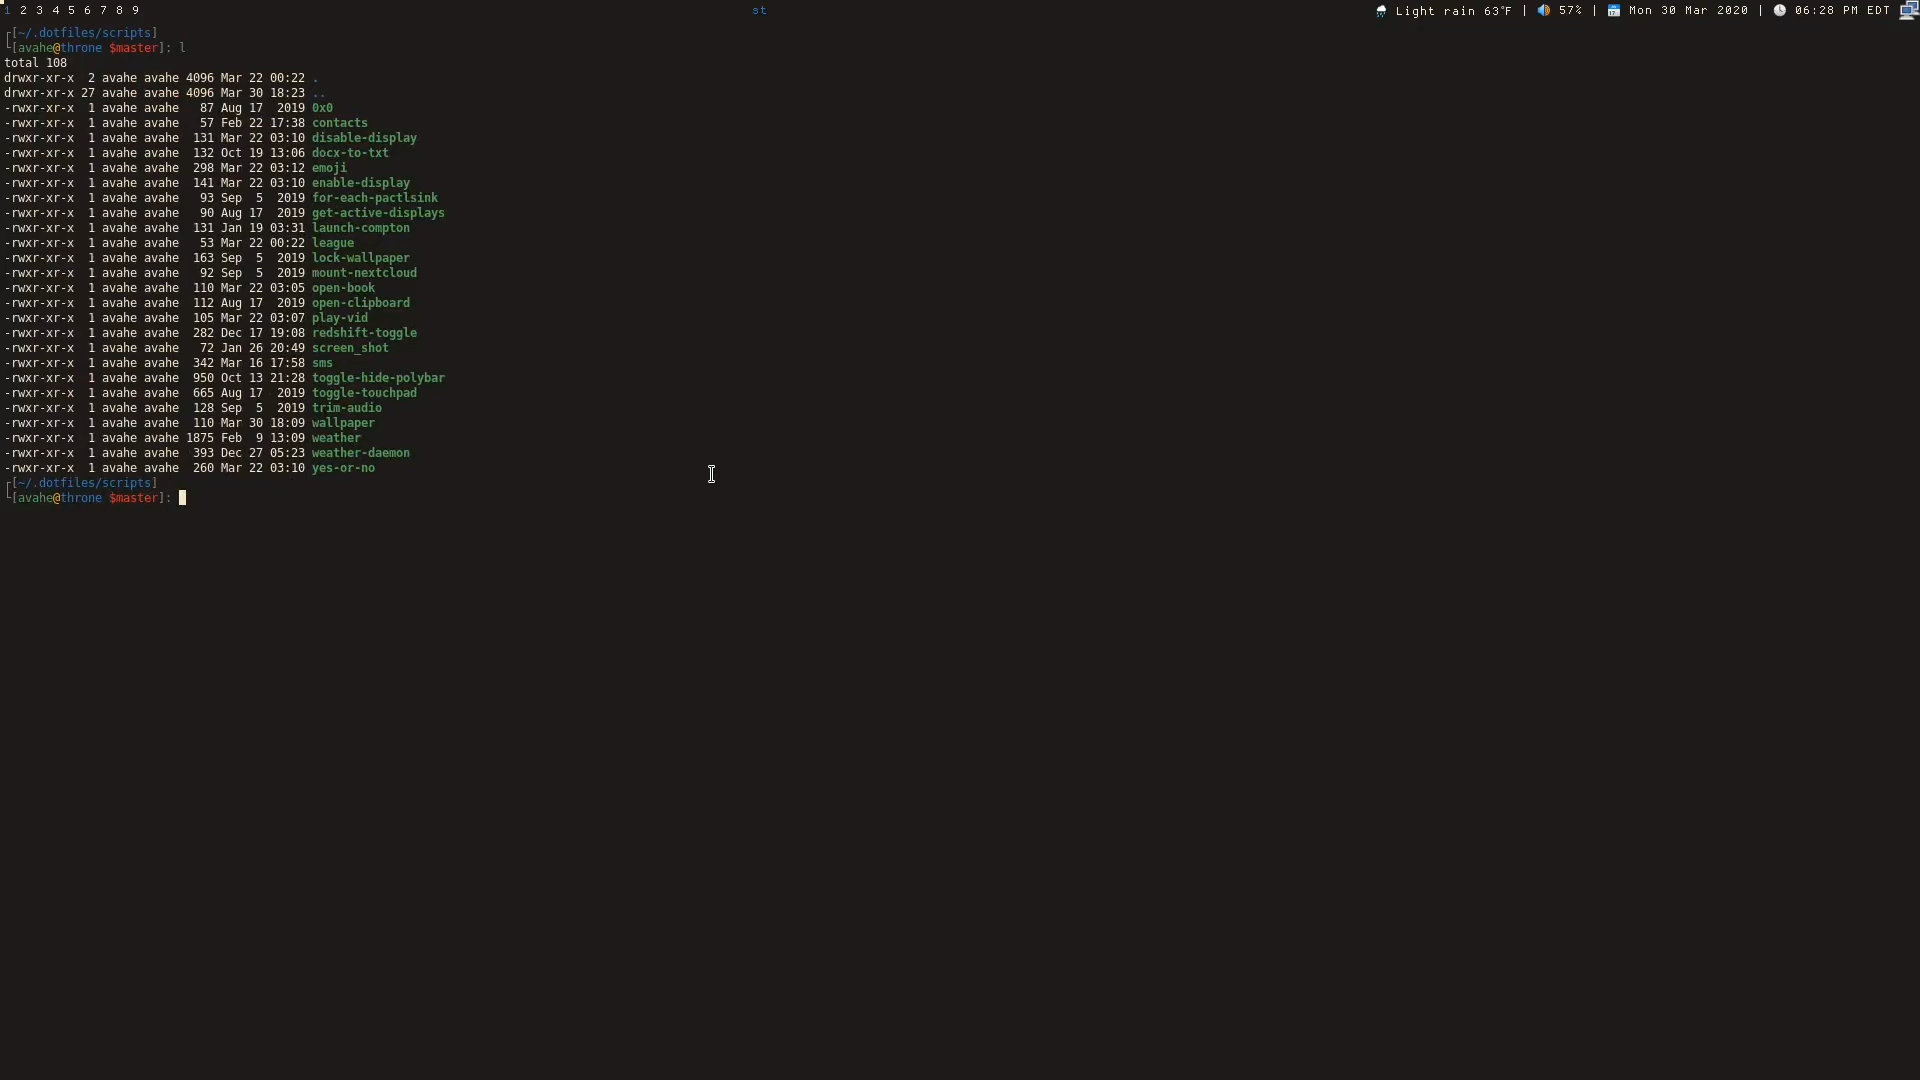 1 2 3 4 5 6 7 8 9 st Light rain 63°F | 57% | Mon 30 Mar 2020 | 06:28 PM EDT
┌[~/.dotfiles/scripts]
└[avahe@throne $master]: l
total 108
drwxr-xr-x  2 avahe avahe 4096 Mar 22 00:22 .
drwxr-xr-x 27 avahe avahe 4096 Mar 30 18:23 ..
-rwxr-xr-x  1 avahe avahe   87 Aug 17  2019 0x0
-rwxr-xr-x  1 avahe avahe   57 Feb 22 17:38 contacts
-rwxr-xr-x  1 avahe avahe  131 Mar 22 03:10 disable-display
-rwxr-xr-x  1 avahe avahe  132 Oct 19 13:06 docx-to-txt
-rwxr-xr-x  1 avahe avahe  298 Mar 22 03:12 emoji
-rwxr-xr-x  1 avahe avahe  141 Mar 22 03:10 enable-display
-rwxr-xr-x  1 avahe avahe   93 Sep  5  2019 for-each-pactlsink
-rwxr-xr-x  1 avahe avahe   90 Aug 17  2019 get-active-displays
-rwxr-xr-x  1 avahe avahe  131 Jan 19 03:31 launch-compton
-rwxr-xr-x  1 avahe avahe   53 Mar 22 00:22 league
-rwxr-xr-x  1 avahe avahe  163 Sep  5  2019 lock-wallpaper
-rwxr-xr-x  1 avahe avahe   92 Sep  5  2019 mount-nextcloud
-rwxr-xr-x  1 avahe avahe  110 Mar 22 03:05 open-book
-rwxr-xr-x  1 avahe avahe  112 Aug 17  2019 open-clipboard
-rwxr-xr-x  1 avahe avahe  105 Mar 22 03:07 play-vid
-rwxr-xr-x  1 avahe avahe  282 Dec 17 19:08 redshift-toggle
-rwxr-xr-x  1 avahe avahe   72 Jan 26 20:49 screen_shot
-rwxr-xr-x  1 avahe avahe  342 Mar 16 17:58 sms
-rwxr-xr-x  1 avahe avahe  950 Oct 13 21:28 toggle-hide-polybar
-rwxr-xr-x  1 avahe avahe  665 Aug 17  2019 toggle-touchpad
-rwxr-xr-x  1 avahe avahe  128 Sep  5  2019 trim-audio
-rwxr-xr-x  1 avahe avahe  110 Mar 30 18:09 wallpaper
-rwxr-xr-x  1 avahe avahe 1875 Feb  9 13:09 weather
-rwxr-xr-x  1 avahe avahe  393 Dec 27 05:23 weather-daemon
-rwxr-xr-x  1 avahe avahe  260 Mar 22 03:10 yes-or-no
┌[~/.dotfiles/scripts]
└[avahe@throne $master]: